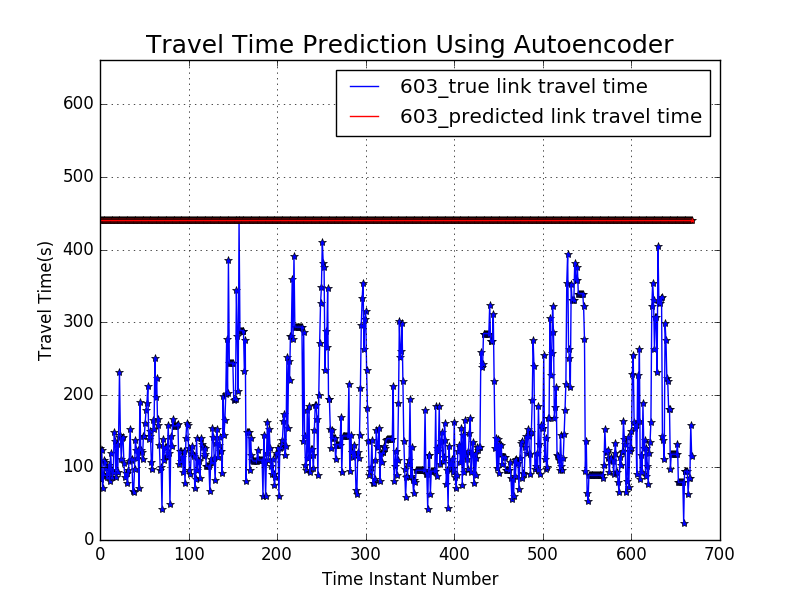 Travel Time Prediction Using Autoencoder
603_true link travel time
603_predicted link travel time
600
500
400
300
200
100
0
Travel Time(s)
0 100 200 300 400 500 600 700
Time Instant Number